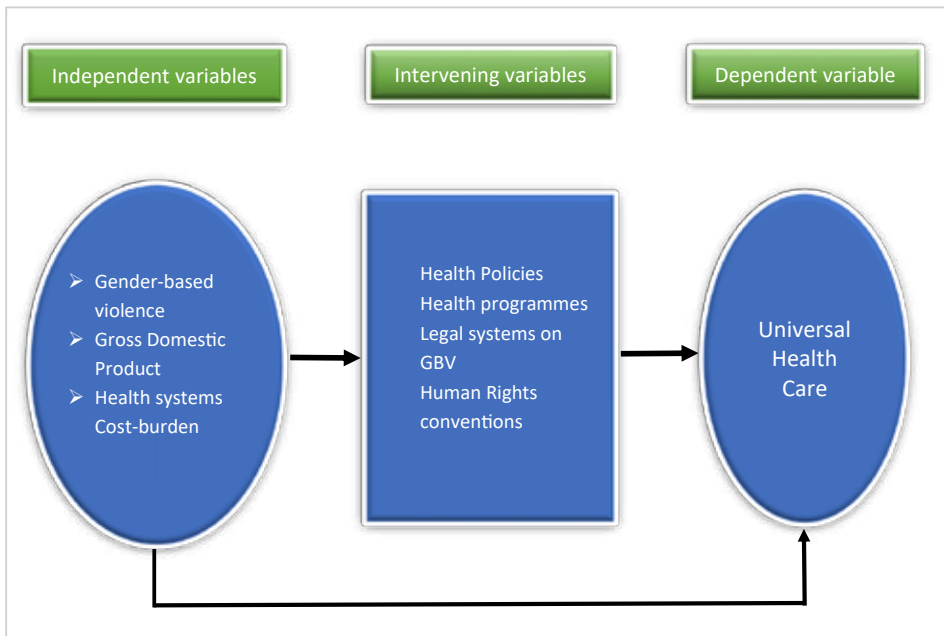 Independent variables
Intervening variables
Dependent variable
➢ Gender-based
violence
➢ Gross Domestic
Product
➢ Health systems
Cost-burden
Health Policies
Health programmes
Legal systems on
GBV
Human Rights
conventions
Universal
Health
Care